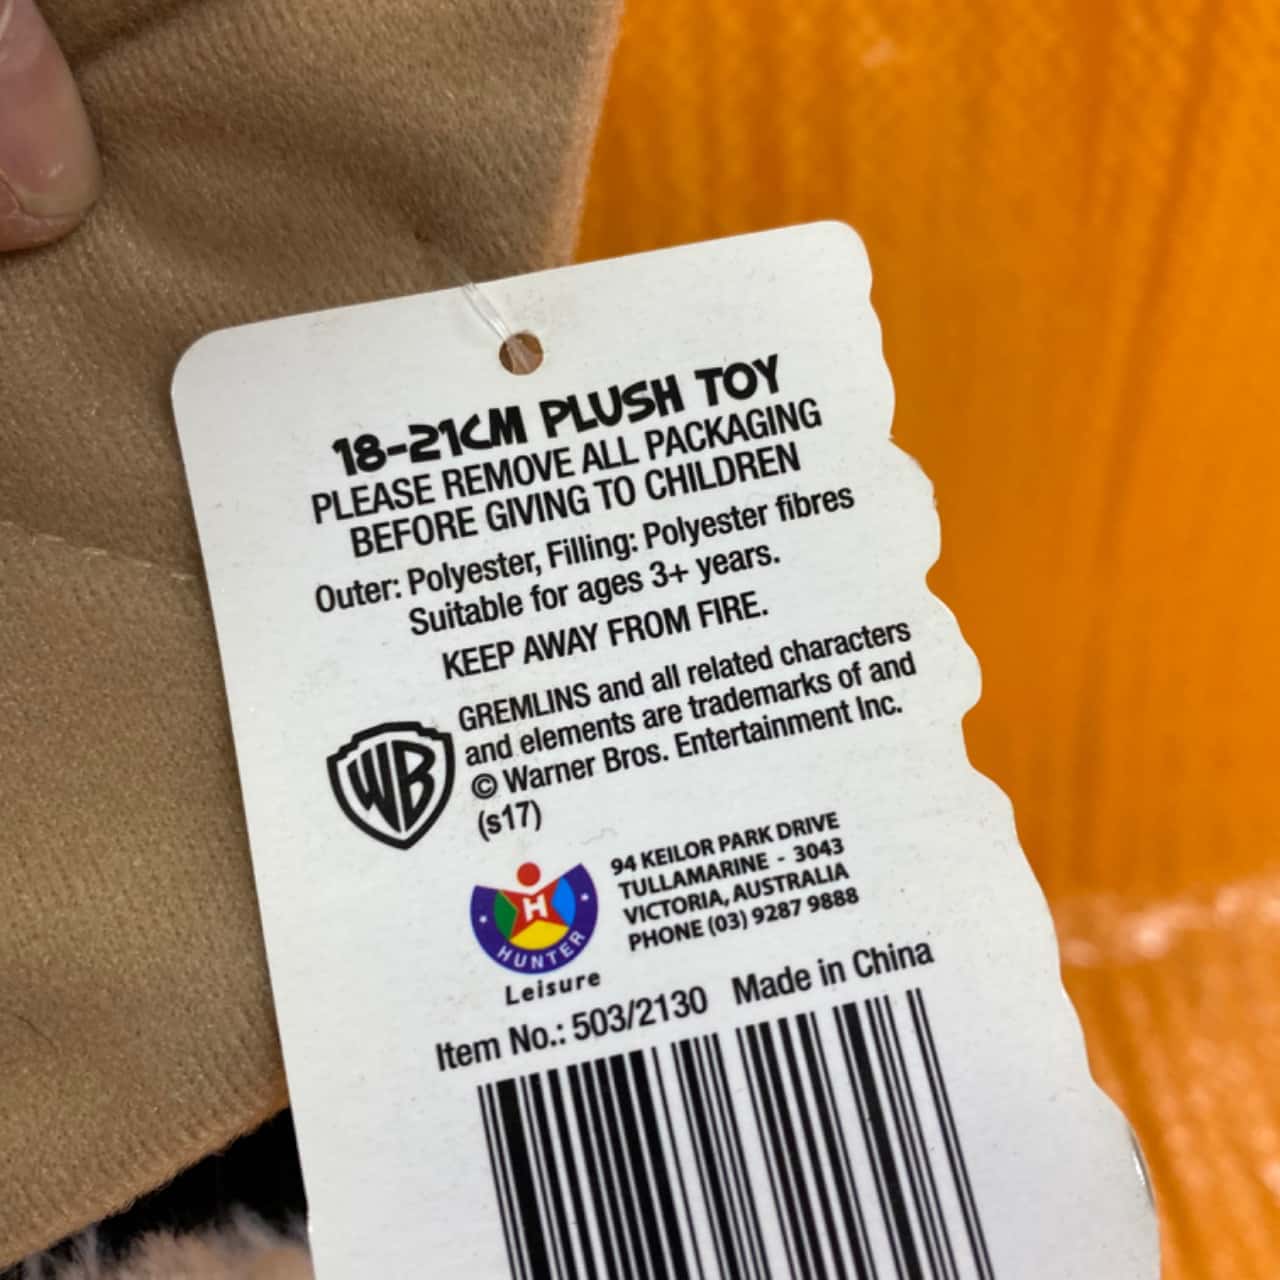 18-21CM PLUSH TOY
PLEASE REMOVE ALL PACKAGING
BEFORE GIVING TO CHILDREN
Outer: Polyester, Filling: Polyester fibres
Suitable for ages 3+ years.
KEEP AWAY FROM FIRE.
WB
GREMLINS and all related characters
and elements are trademarks of and
© Warner Bros. Entertainment Inc.
(s17)
H
HUNTER
Leisure
94 KEILOR PARK DRIVE
TULLAMARINE - 3043
VICTORIA, AUSTRALIA
PHONE (03) 9287 9888
Item No.: 503/2130 Made in China